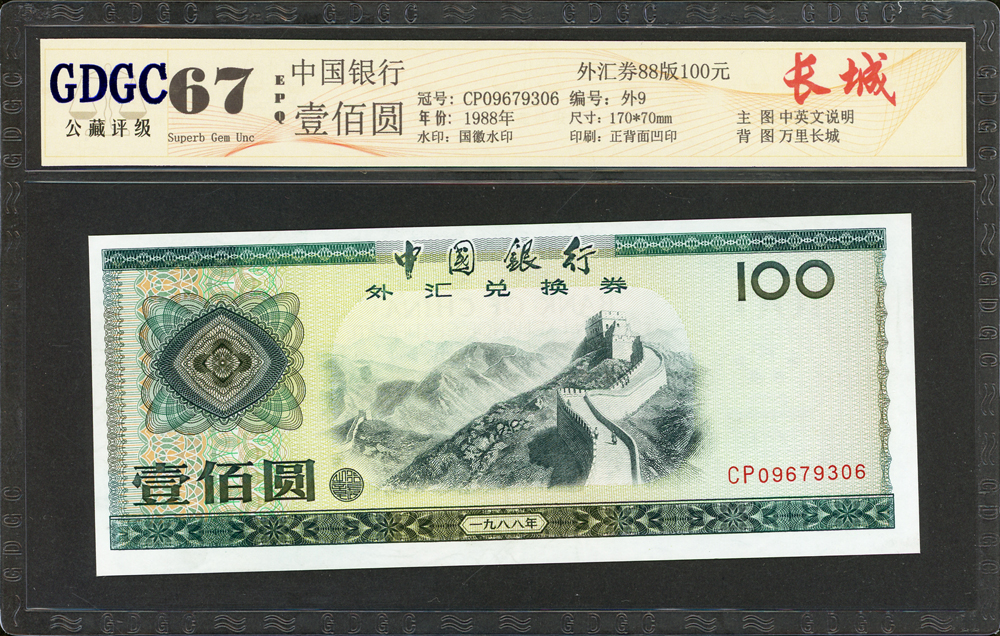 GDGC
公藏评级
67
Superb Gem Unc
EPQ
中国银行
壹佰圆
外汇券88版100元
冠号: CP09679306 编号: 外9
年份: 1988年 尺寸: 170*70mm
水印: 国徽水印 印刷: 正背面凹印
长城
主 图 中英文说明
背 图 万里长城
中国銀行
外汇兑换券
100
壹佰圆
CP09679306
一九八八年